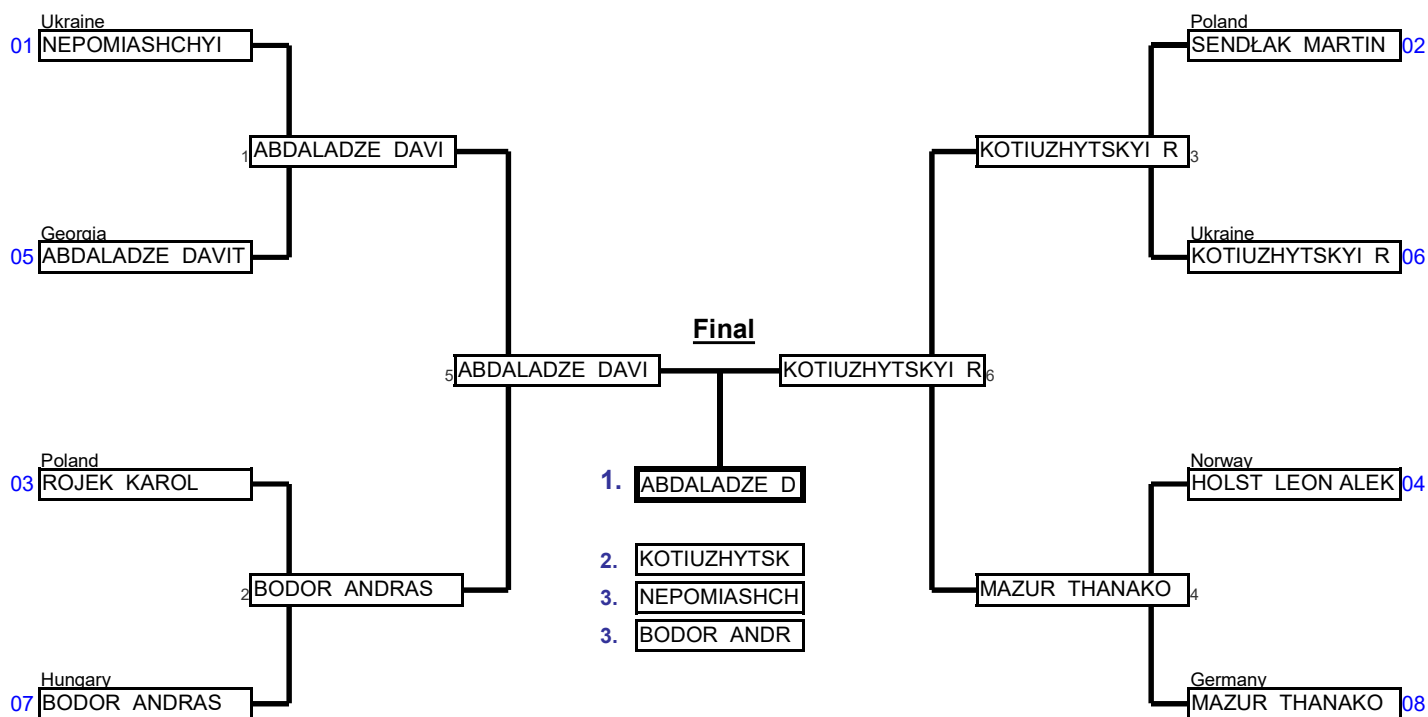 Ukraine
01 NEPOMIASHCHYI
Poland
SENDŁAK MARTIN 02
1 ABDALADZE DAVI
KOTIUZHYTSKYI R 3
Georgia
05 ABDALADZE DAVIT
Ukraine
KOTIUZHYTSKYI R 06
Final
5 ABDALADZE DAVI
KOTIUZHYTSKYI R 6
Poland
03 ROJEK KAROL
1. ABDALADZE D
Norway
HOLST LEON ALEK 04
2. KOTIUZHYTSK
2 BODOR ANDRAS
3. NEPOMIASHCH
MAZUR THANAKO 4
3. BODOR ANDR
Hungary
07 BODOR ANDRAS
Germany
MAZUR THANAKO 08